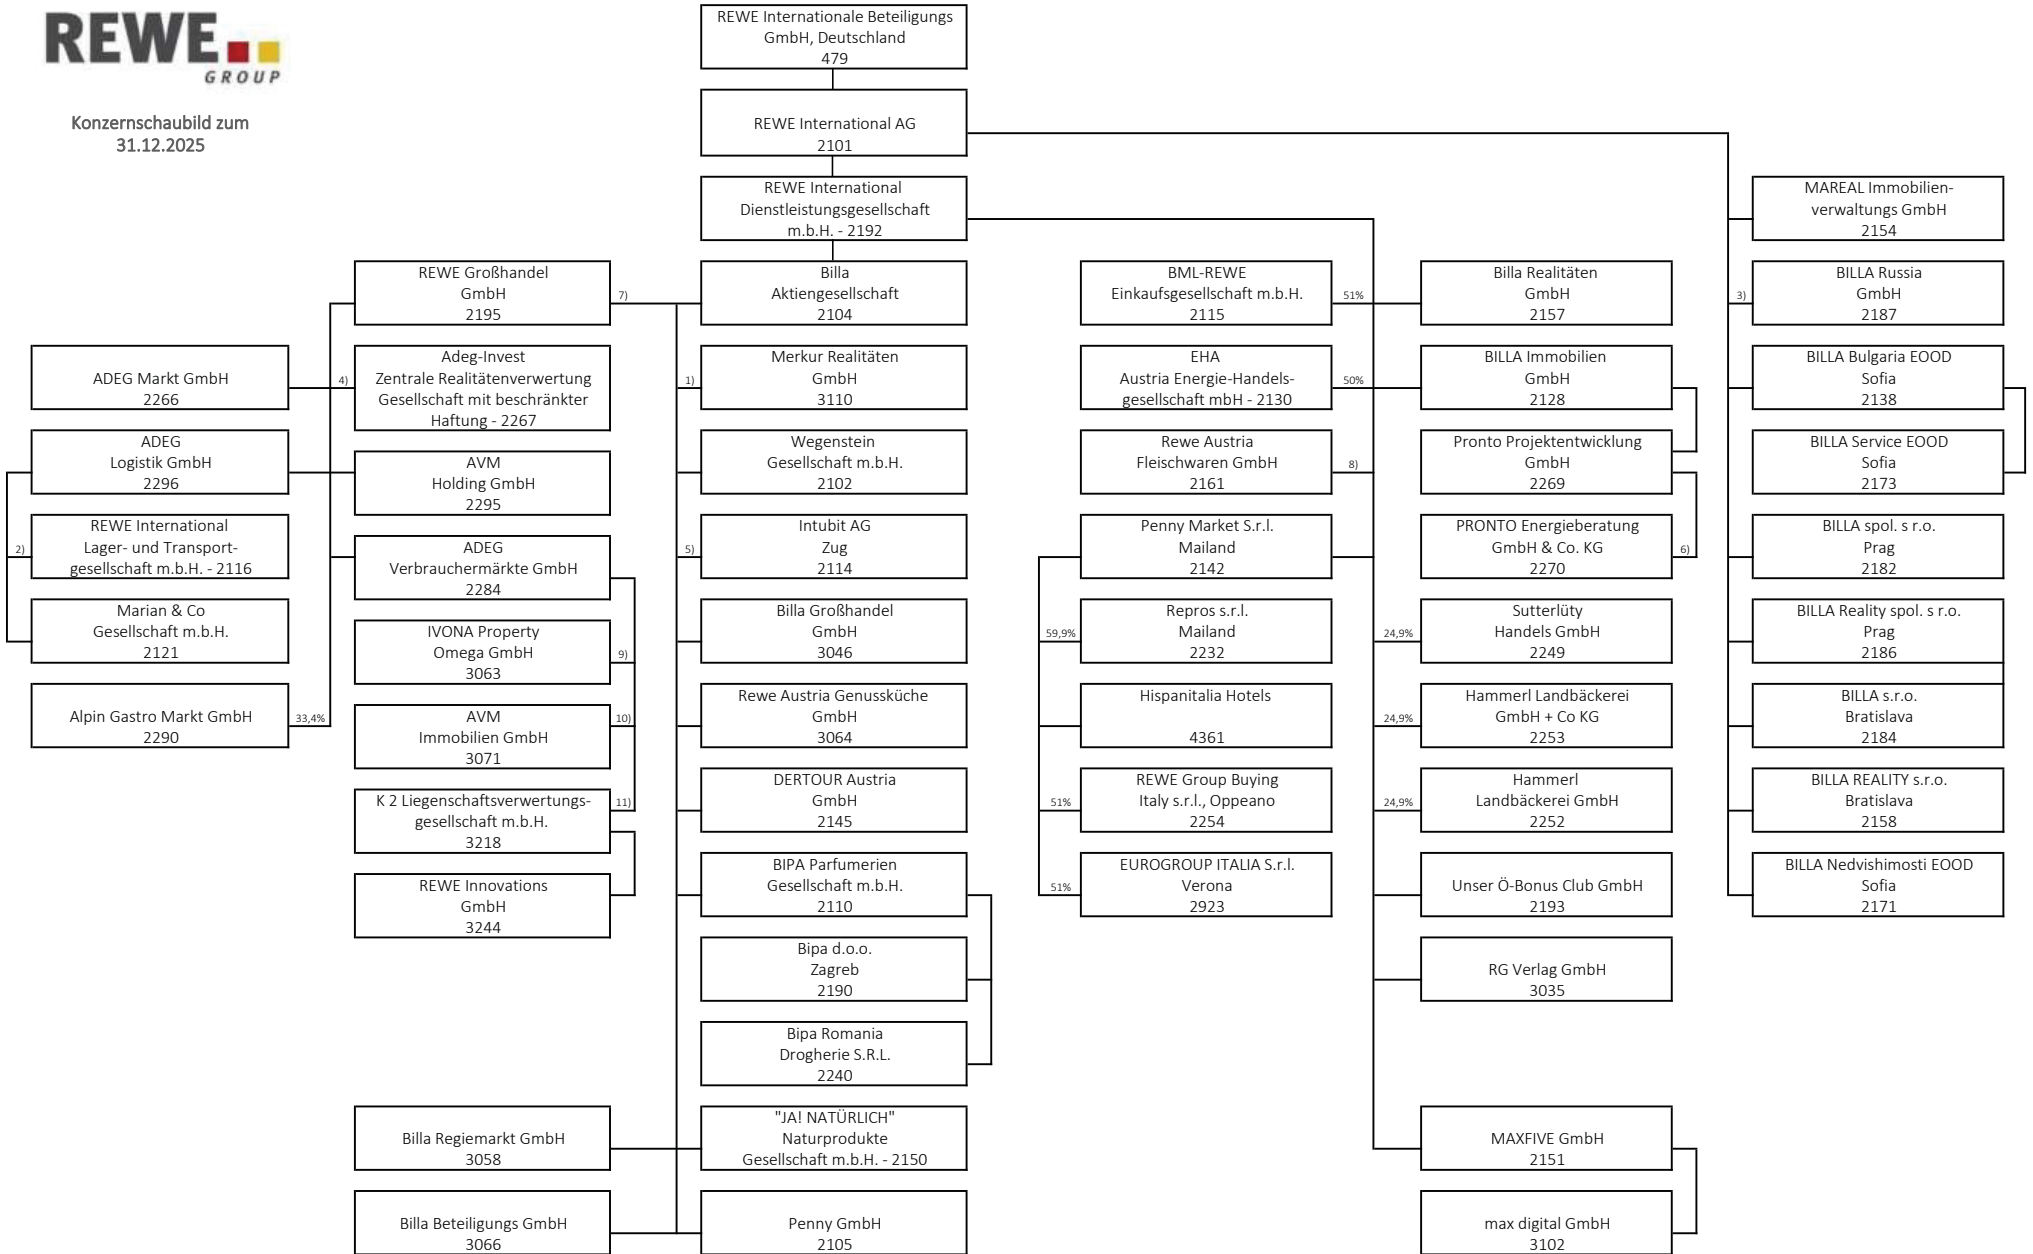 REWE
GROUP
Konzernschaubild zum
31.12.2025
REWE Internationale Beteiligungs
GmbH, Deutschland
479
REWE International AG
2101
REWE International
Dienstleistungsgesellschaft
m.b.H. - 2192
ADEG Markt GmbH
2266
ADEG
Logistik GmbH
2296
2)
REWE International
Lager- und Transport-
gesellschaft m.b.H. - 2116
Marian & Co
Gesellschaft m.b.H.
2121
Alpin Gastro Markt GmbH
2290
33,4%
REWE Großhandel
GmbH
2195
7)
4)
Adeg-Invest
Zentrale Realitätenverwertung
Gesellschaft mit beschränkter
Haftung - 2267
AVM
Holding GmbH
2295
ADEG
Verbrauchermärkte GmbH
2284
IVONA Property
Omega GmbH
3063
9)
AVM
Immobilien GmbH
3071
10)
K 2 Liegenschaftsverwertungs-
gesellschaft m.b.H.
3218
11)
REWE Innovations
GmbH
3244
Billa Regiemarkt GmbH
3058
Billa Beteiligungs GmbH
3066
Billa
Aktiengesellschaft
2104
1)
Merkur Realitäten
GmbH
3110
Wegenstein
Gesellschaft m.b.H.
2102
5)
Intubit AG
Zug
2114
Billa Großhandel
GmbH
3046
Rewe Austria Genussküche
GmbH
3064
DERTOUR Austria
GmbH
2145
BIPA Parfumerien
Gesellschaft m.b.H.
2110
Bipa d.o.o.
Zagreb
2190
Bipa Romania
Drogherie S.R.L.
2240
"JA! NATÜRLICH"
Naturprodukte
Gesellschaft m.b.H. - 2150
Penny GmbH
2105
BML-REWE
Einkaufsgesellschaft m.b.H.
2115
51%
EHA
Austria Energie-Handels-
gesellschaft mbH - 2130
50%
Rewe Austria
Fleischwaren GmbH
2161
8)
Penny Market S.r.l.
Mailand
2142
59,9%
Repros s.r.l.
Mailand
2232
Hispanitalia Hotels
4361
51%
REWE Group Buying
Italy s.r.l., Oppeano
2254
51%
EUROGROUP ITALIA S.r.l.
Verona
2923
Billa Realitäten
GmbH
2157
BILLA Immobilien
GmbH
2128
Pronto Projektentwicklung
GmbH
2269
PRONTO Energieberatung
GmbH & Co. KG
2270
6)
24,9%
Sutterlüty
Handels GmbH
2249
24,9%
Hammerl Landbäckerei
GmbH + Co KG
2253
24,9%
Hammerl
Landbäckerei GmbH
2252
Unser Ö-Bonus Club GmbH
2193
RG Verlag GmbH
3035
MAXFIVE GmbH
2151
max digital GmbH
3102
MAREAL Immobilien-
verwaltungs GmbH
2154
3)
BILLA Russia
GmbH
2187
BILLA Bulgaria EOOD
Sofia
2138
BILLA Service EOOD
Sofia
2173
BILLA spol. s r.o.
Prag
2182
BILLA Reality spol. s r.o.
Prag
2186
BILLA s.r.o.
Bratislava
2184
BILLA REALITY s.r.o.
Bratislava
2158
BILLA Nedvishimosti EOOD
Sofia
2171